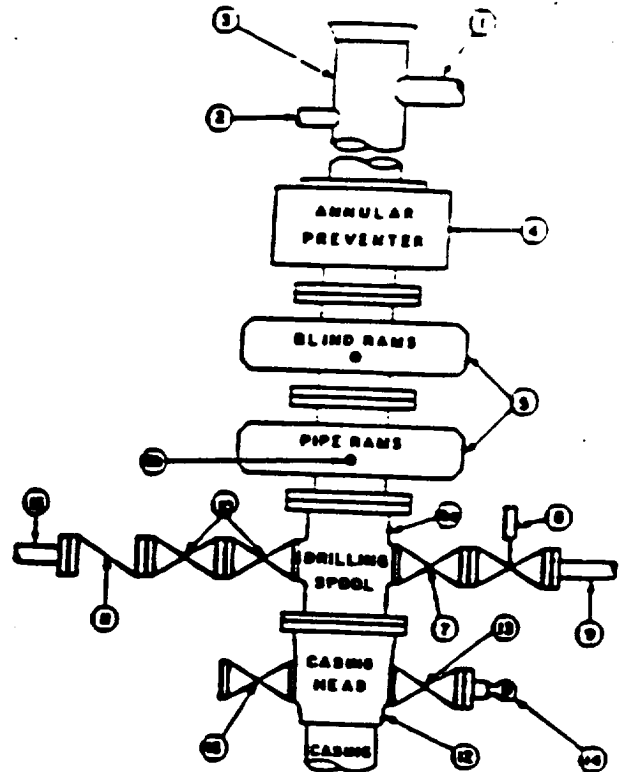 3
1
2
ANNULAR
PREVENTER
4
BLIND RAMS
5
PIPE RAMS
8
DRILLING
SPOOL
7
9
13
CASING
HEAD
12
CASING